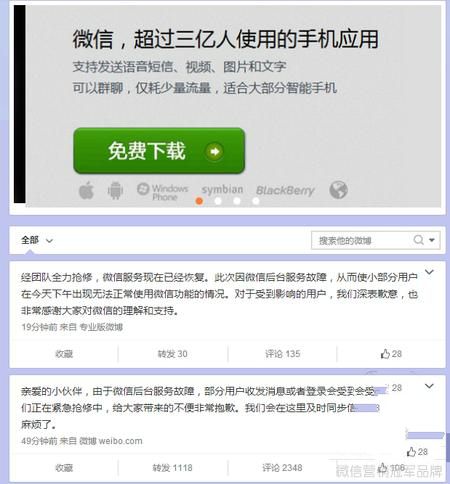 微信，超过三亿人使用的手机应用
支持发送语音短信、视频、图片和文字
可以群聊，仅耗少量流量，适合大部分智能手机
免费下载
Windows Phone symbian BlackBerry
全部
搜索他的微博
经团队全力抢修，微信服务现在已经恢复。此次因微信后台服务故障，从而使小部分用户
在今天下午出现无法正常使用微信功能的情况。对于受到影响的用户，我们深表歉意，也
非常感谢大家对微信的理解和支持。
19分钟前 来自 专业版微博
收藏 转发 30 评论 135 28
亲爱的小伙伴，由于微信后台服务故障，部分用户收发消息或者登录会受到会受 28
们正在紧急抢修中，给大家带来的不便非常抱歉。我们会在这里及时同步
麻烦了。
49分钟前 来自 微博 weibo.com
28
收藏 转发 1118 评论 2348 106
微信营销冠军品牌